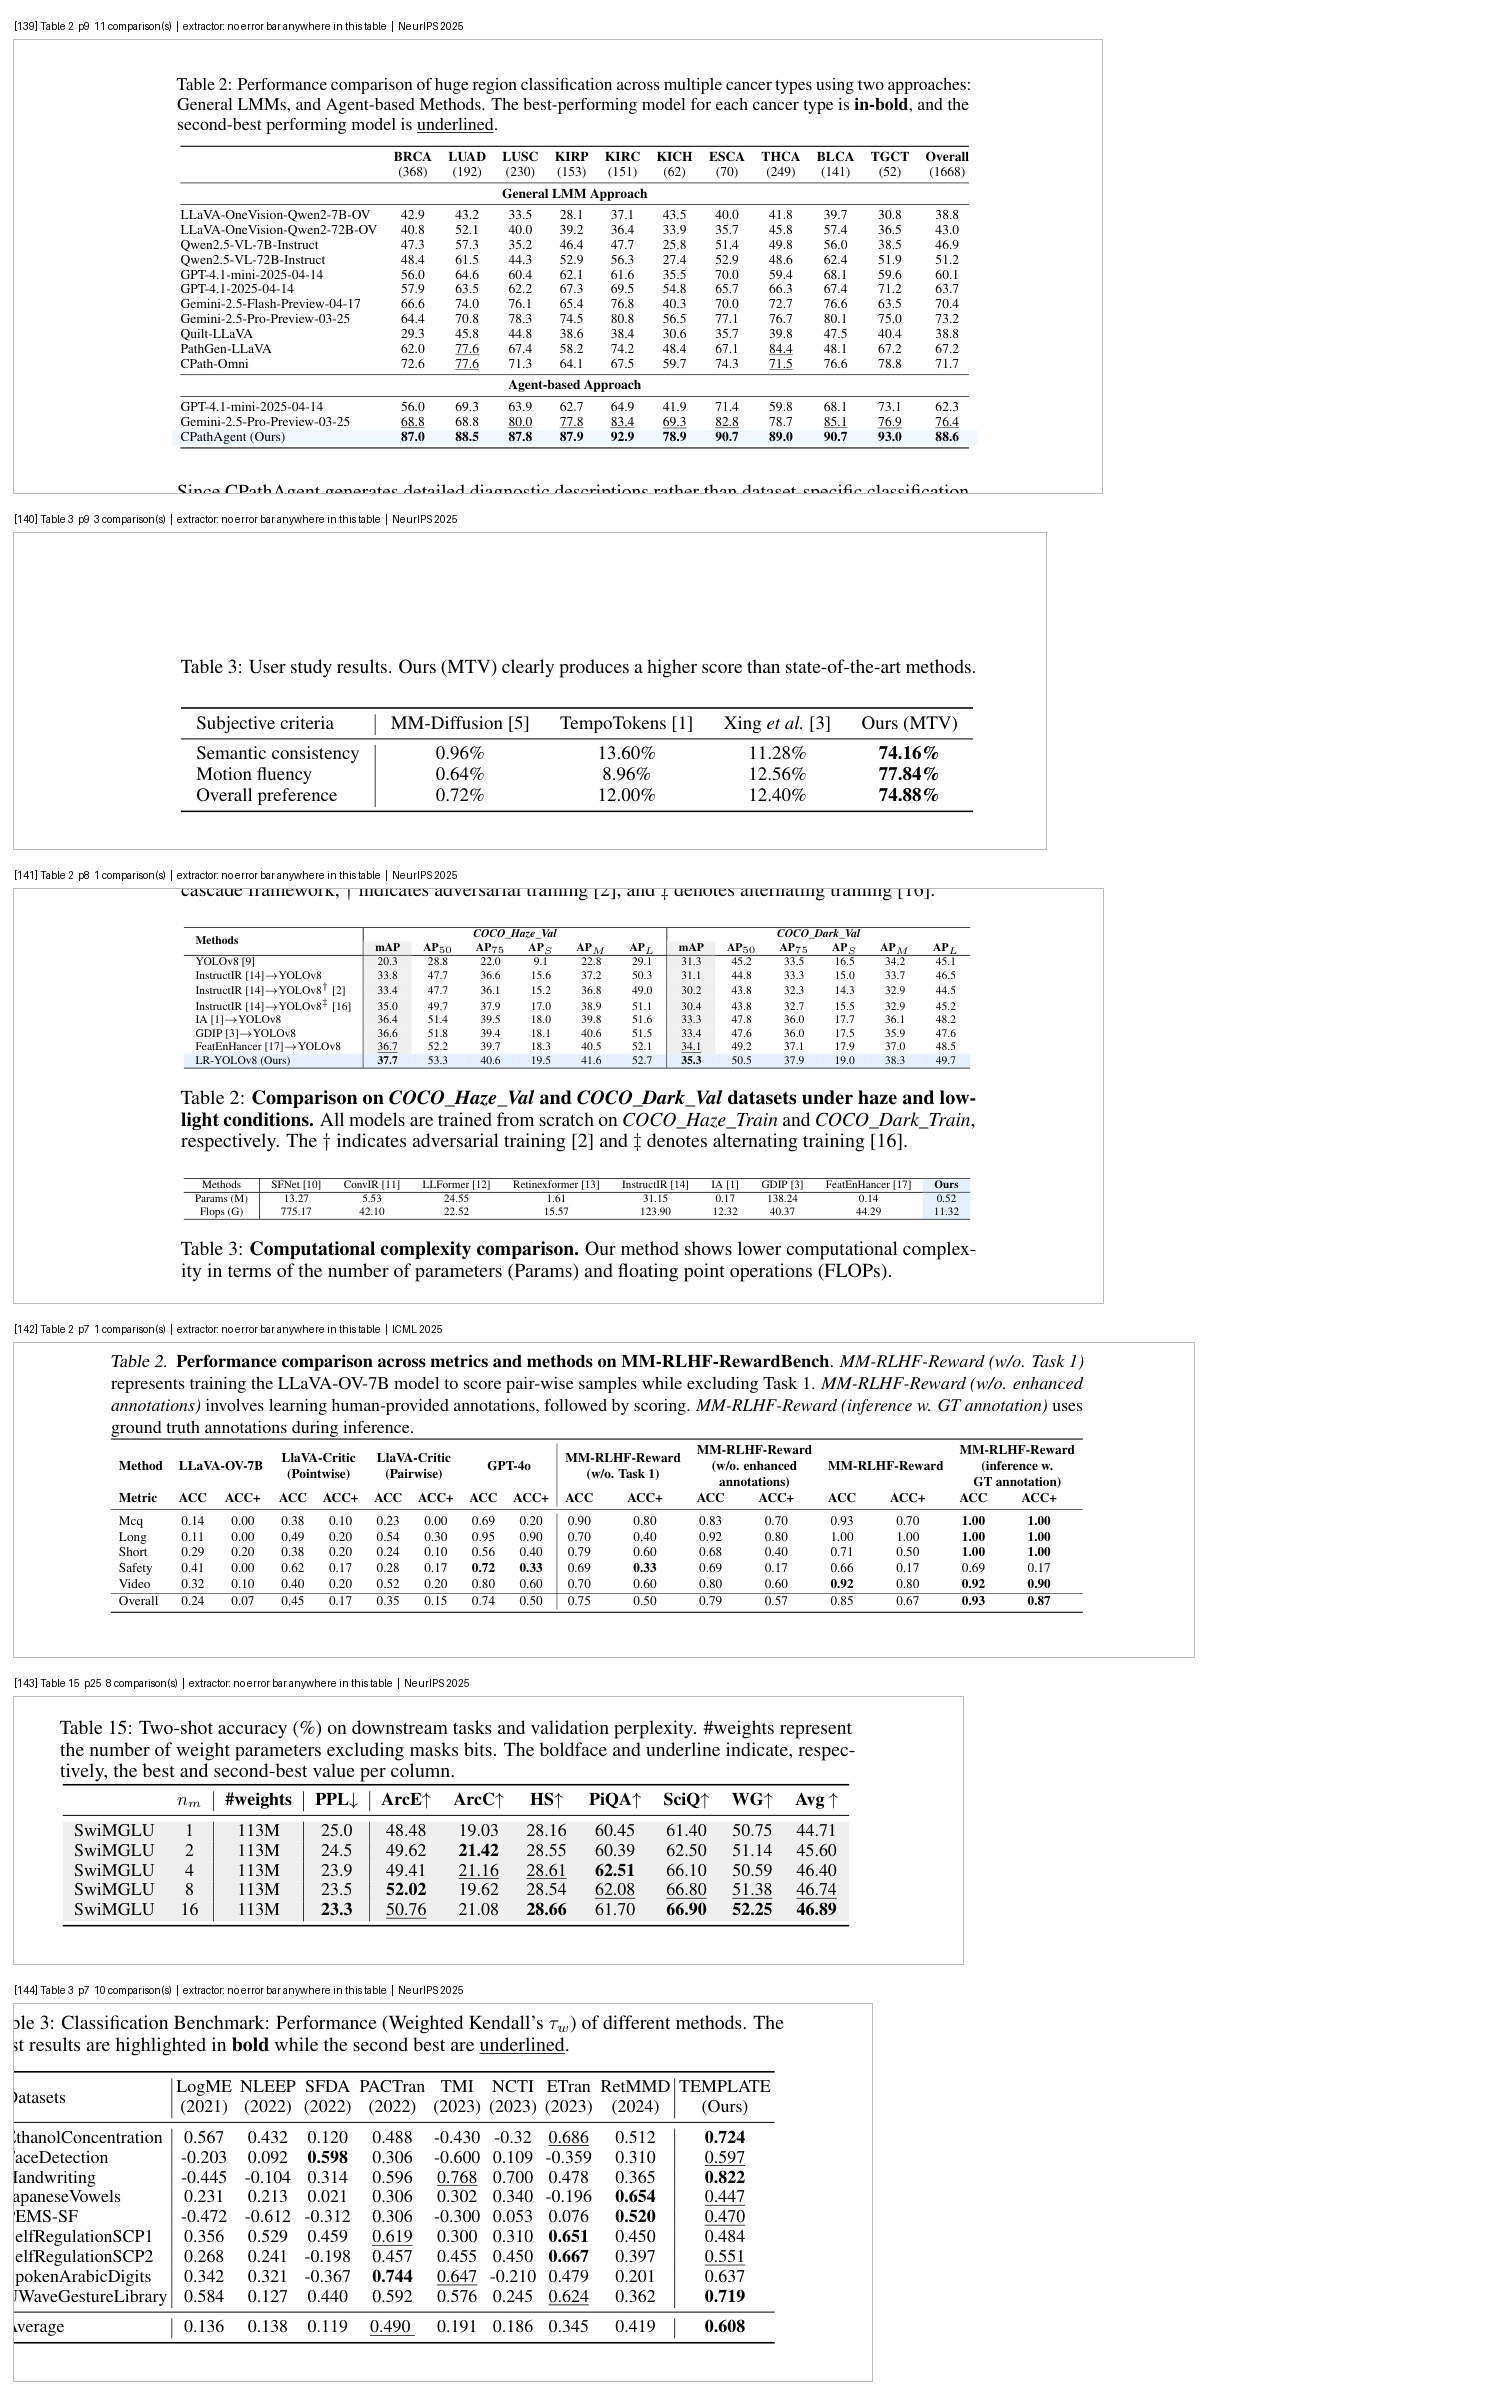 [139] Table 2 p9 11 comparison(s) | extractor: no error bar anywhere in this table | NeurIPS 2025
Table 2: Performance comparison of huge region classification across multiple cancer types using two approaches:
General LMMs, and Agent-based Methods. The best-performing model for each cancer type is in-bold, and the
second-best performing model is underlined.
BRCA LUAD LUSC KIRP KIRC KICH ESCA THCA BLCA TGCT Overall
(368) (192) (230) (153) (151) (62) (70) (249) (141) (52) (1668)
General LMM Approach
LLaVA-OneVision-Qwen2-7B-OV 42.9 43.2 33.5 28.1 37.1 43.5 40.0 41.8 39.7 30.8 38.8
LLaVA-OneVision-Qwen2-72B-OV 40.8 52.1 40.0 39.2 36.4 33.9 35.7 45.8 57.4 36.5 43.0
Qwen2.5-VL-7B-Instruct 47.3 57.3 35.2 46.4 47.7 25.8 51.4 49.8 56.0 38.5 46.9
Qwen2.5-VL-72B-Instruct 48.4 61.5 44.3 52.9 56.3 27.4 52.9 48.6 62.4 51.9 51.2
GPT-4.1-mini-2025-04-14 56.0 64.6 60.4 62.1 61.6 35.5 70.0 59.4 68.1 59.6 60.1
GPT-4.1-2025-04-14 57.9 63.5 62.2 67.3 69.5 54.8 65.7 66.3 67.4 71.2 63.7
Gemini-2.5-Flash-Preview-04-17 66.6 74.0 76.1 65.4 76.8 40.3 70.0 72.7 76.6 63.5 70.4
Gemini-2.5-Pro-Preview-03-25 64.4 70.8 78.3 74.5 80.8 56.5 77.1 76.7 80.1 75.0 73.2
Quilt-LLaVA 29.3 45.8 44.8 38.6 38.4 30.6 35.7 39.8 47.5 40.4 38.8
PathGen-LLaVA 62.0 77.6 67.4 58.2 74.2 48.4 67.1 84.4 48.1 67.2 67.2
CPath-Omni 72.6 77.6 71.3 64.1 67.5 59.7 74.3 71.5 76.6 78.8 71.7
Agent-based Approach
GPT-4.1-mini-2025-04-14 56.0 69.3 63.9 62.7 64.9 41.9 71.4 59.8 68.1 73.1 62.3
Gemini-2.5-Pro-Preview-03-25 68.8 68.8 80.0 77.8 83.4 69.3 82.8 78.7 85.1 76.9 76.4
CPathAgent (Ours) 87.0 88.5 87.8 87.9 92.9 78.9 90.7 89.0 90.7 93.0 88.6
Since CPathAgent generates detailed diagnostic descriptions rather than dataset-specific classification
[140] Table 3 p9 3 comparison(s) | extractor: no error bar anywhere in this table | NeurIPS 2025
Table 3: User study results. Ours (MTV) clearly produces a higher score than state-of-the-art methods.
Subjective criteria MM-Diffusion [5] TempoTokens [1] Xing et al. [3] Ours (MTV)
Semantic consistency 0.96% 13.60% 11.28% 74.16%
Motion fluency 0.64% 8.96% 12.56% 77.84%
Overall preference 0.72% 12.00% 12.40% 74.88%
[141] Table 2 p8 1 comparison(s) | extractor: no error bar anywhere in this table | NeurIPS 2025
cascade framework, † indicates adversarial training [2], and ‡ denotes alternating training [16].
Methods COCO_Haze_Val COCO_Dark_Val
mAP AP50 AP75 APS APM APL mAP AP50 AP75 APS APM APL
YOLOv8 [9] 20.3 28.8 22.0 9.1 22.8 29.1 31.3 45.2 33.5 16.5 34.2 45.1
InstructIR [14]→YOLOv8 33.8 47.7 36.6 15.6 37.2 50.3 31.1 44.8 33.3 15.0 33.7 46.5
InstructIR [14]→YOLOv8† [2] 33.4 47.7 36.1 15.2 36.8 49.0 30.2 43.8 32.3 14.3 32.9 44.5
InstructIR [14]→YOLOv8‡ [16] 35.0 49.7 37.9 17.0 38.9 51.1 30.4 43.8 32.7 15.5 32.9 45.2
IA [1]→YOLOv8 36.4 51.4 39.5 18.0 39.8 51.6 33.3 47.8 36.0 17.7 36.1 48.2
GDIP [3]→YOLOv8 36.6 51.8 39.4 18.1 40.6 51.5 33.4 47.6 36.0 17.5 35.9 47.6
FeatEnHancer [17]→YOLOv8 36.7 52.2 39.7 18.3 40.5 52.1 34.1 49.2 37.1 17.9 37.0 48.5
LR-YOLOv8 (Ours) 37.7 53.3 40.6 19.5 41.6 52.7 35.3 50.5 37.9 19.0 38.3 49.7
Table 2: Comparison on COCO_Haze_Val and COCO_Dark_Val datasets under haze and low-
light conditions. All models are trained from scratch on COCO_Haze_Train and COCO_Dark_Train,
respectively. The † indicates adversarial training [2] and ‡ denotes alternating training [16].
Methods SFNet [10] ConvIR [11] LLFormer [12] Retinexformer [13] InstructIR [14] IA [1] GDIP [3] FeatEnHancer [17] Ours
Params (M) 13.27 5.53 24.55 1.61 31.15 0.17 138.24 0.14 0.52
Flops (G) 775.17 42.10 22.52 15.57 123.90 12.32 40.37 44.29 11.32
Table 3: Computational complexity comparison. Our method shows lower computational complex-
ity in terms of the number of parameters (Params) and floating point operations (FLOPs).
[142] Table 2 p7 1 comparison(s) | extractor: no error bar anywhere in this table | ICML 2025
Table 2. Performance comparison across metrics and methods on MM-RLHF-RewardBench. MM-RLHF-Reward (w/o. Task 1)
represents training the LLaVA-OV-7B model to score pair-wise samples while excluding Task 1. MM-RLHF-Reward (w/o. enhanced
annotations) involves learning human-provided annotations, followed by scoring. MM-RLHF-Reward (inference w. GT annotation) uses
ground truth annotations during inference.
Method LLaVA-OV-7B LlaVA-Critic (Pointwise) LlaVA-Critic (Pairwise) GPT-4o MM-RLHF-Reward (w/o. Task 1) MM-RLHF-Reward (w/o. enhanced annotations) MM-RLHF-Reward MM-RLHF-Reward (inference w. GT annotation)
Metric ACC ACC+ ACC ACC+ ACC ACC+ ACC ACC+ ACC ACC+ ACC ACC+ ACC ACC+ ACC ACC+
Mcq 0.14 0.00 0.38 0.10 0.23 0.00 0.69 0.20 0.90 0.80 0.83 0.70 0.93 0.70 1.00 1.00
Long 0.11 0.00 0.49 0.20 0.54 0.30 0.95 0.90 0.70 0.40 0.92 0.80 1.00 1.00 1.00 1.00
Short 0.29 0.20 0.38 0.20 0.24 0.10 0.56 0.40 0.79 0.60 0.68 0.40 0.71 0.50 1.00 1.00
Safety 0.41 0.00 0.62 0.17 0.28 0.17 0.72 0.33 0.69 0.33 0.69 0.17 0.66 0.17 0.69 0.17
Video 0.32 0.10 0.40 0.20 0.52 0.20 0.80 0.60 0.70 0.60 0.80 0.60 0.92 0.80 0.92 0.90
Overall 0.24 0.07 0.45 0.17 0.35 0.15 0.74 0.50 0.75 0.50 0.79 0.57 0.85 0.67 0.93 0.87
[143] Table 15 p25 8 comparison(s) | extractor: no error bar anywhere in this table | NeurIPS 2025
Table 15: Two-shot accuracy (%) on downstream tasks and validation perplexity. #weights represent
the number of weight parameters excluding masks bits. The boldface and underline indicate, respec-
tively, the best and second-best value per column.
nm #weights PPL↓ ArcE↑ ArcC↑ HS↑ PiQA↑ SciQ↑ WG↑ Avg ↑
SwiMGLU 1 113M 25.0 48.48 19.03 28.16 60.45 61.40 50.75 44.71
SwiMGLU 2 113M 24.5 49.62 21.42 28.55 60.39 62.50 51.14 45.60
SwiMGLU 4 113M 23.9 49.41 21.16 28.61 62.51 66.10 50.59 46.40
SwiMGLU 8 113M 23.5 52.02 19.62 28.54 62.08 66.80 51.38 46.74
SwiMGLU 16 113M 23.3 50.76 21.08 28.66 61.70 66.90 52.25 46.89
[144] Table 3 p7 10 comparison(s) | extractor: no error bar anywhere in this table | NeurIPS 2025
ble 3: Classification Benchmark: Performance (Weighted Kendall's τw) of different methods. The
st results are highlighted in bold while the second best are underlined.
Datasets LogME NLEEP SFDA PACTran TMI NCTI ETran RetMMD TEMPLATE
(2021) (2022) (2022) (2022) (2023) (2023) (2023) (2024) (Ours)
EthanolConcentration 0.567 0.432 0.120 0.488 -0.430 -0.32 0.686 0.512 0.724
FaceDetection -0.203 0.092 0.598 0.306 -0.600 0.109 -0.359 0.310 0.597
Handwriting -0.445 -0.104 0.314 0.596 0.768 0.700 0.478 0.365 0.822
apaneseVowels 0.231 0.213 0.021 0.306 0.302 0.340 -0.196 0.654 0.447
PEMS-SF -0.472 -0.612 -0.312 0.306 -0.300 0.053 0.076 0.520 0.470
elfRegulationSCP1 0.356 0.529 0.459 0.619 0.300 0.310 0.651 0.450 0.484
elfRegulationSCP2 0.268 0.241 -0.198 0.457 0.455 0.450 0.667 0.397 0.551
pokenArabicDigits 0.342 0.321 -0.367 0.744 0.647 -0.210 0.479 0.201 0.637
UWaveGestureLibrary 0.584 0.127 0.440 0.592 0.576 0.245 0.624 0.362 0.719
Average 0.136 0.138 0.119 0.490 0.191 0.186 0.345 0.419 0.608